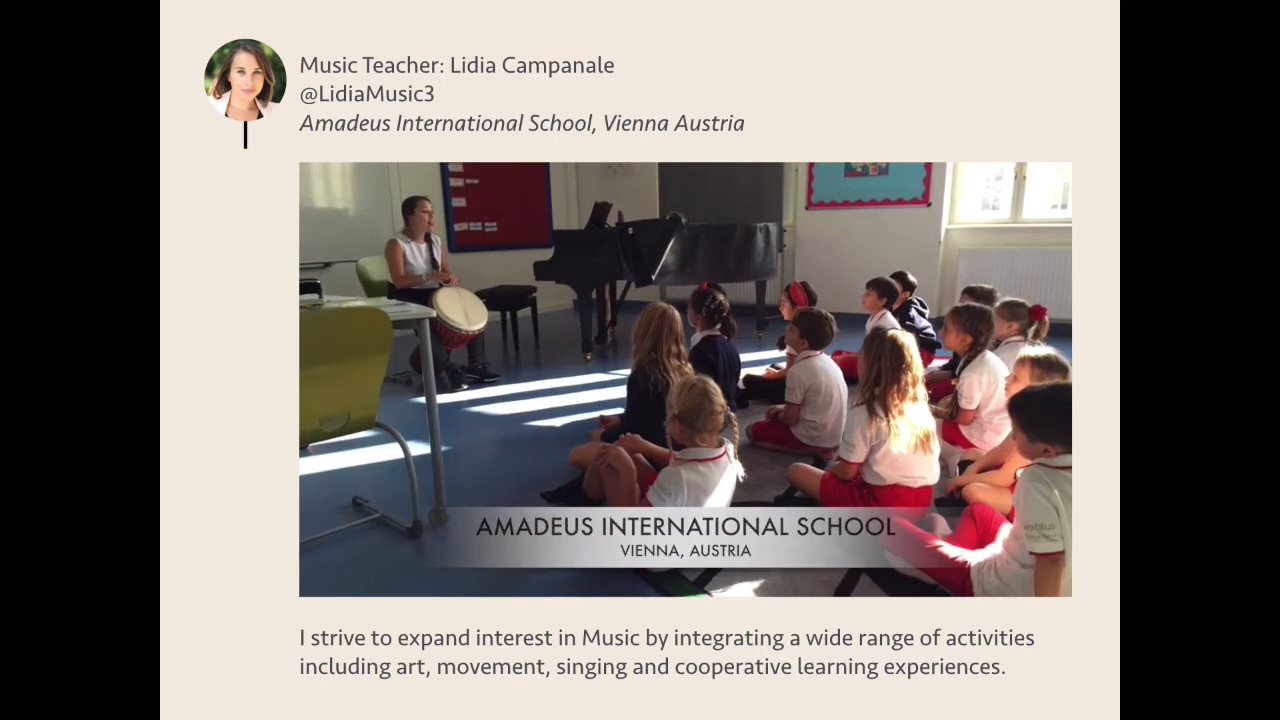 Music Teacher: Lidia Campanale
@LidiaMusic3
Amadeus International School, Vienna Austria
AMADEUS INTERNATIONAL SCHOOL
VIENNA, AUSTRIA
I strive to expand interest in Music by integrating a wide range of activities
including art, movement, singing and cooperative learning experiences.